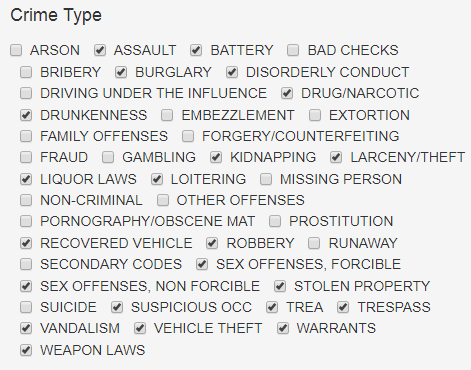 Crime Type
ARSON ASSAULT BATTERY BAD CHECKS
BRIBERY BURGLARY DISORDERLY CONDUCT
DRIVING UNDER THE INFLUENCE DRUG/NARCOTIC
DRUNKENNESS EMBEZZLEMENT EXTORTION
FAMILY OFFENSES FORGERY/COUNTERFEITING
FRAUD GAMBLING KIDNAPPING LARCENY/THEFT
LIQUOR LAWS LOITERING MISSING PERSON
NON-CRIMINAL OTHER OFFENSES
PORNOGRAPHY/OBSCENE MAT PROSTITUTION
RECOVERED VEHICLE ROBBERY RUNAWAY
SECONDARY CODES SEX OFFENSES, FORCIBLE
SEX OFFENSES, NON FORCIBLE STOLEN PROPERTY
SUICIDE SUSPICIOUS OCC TREA TRESPASS
VANDALISM VEHICLE THEFT WARRANTS
WEAPON LAWS